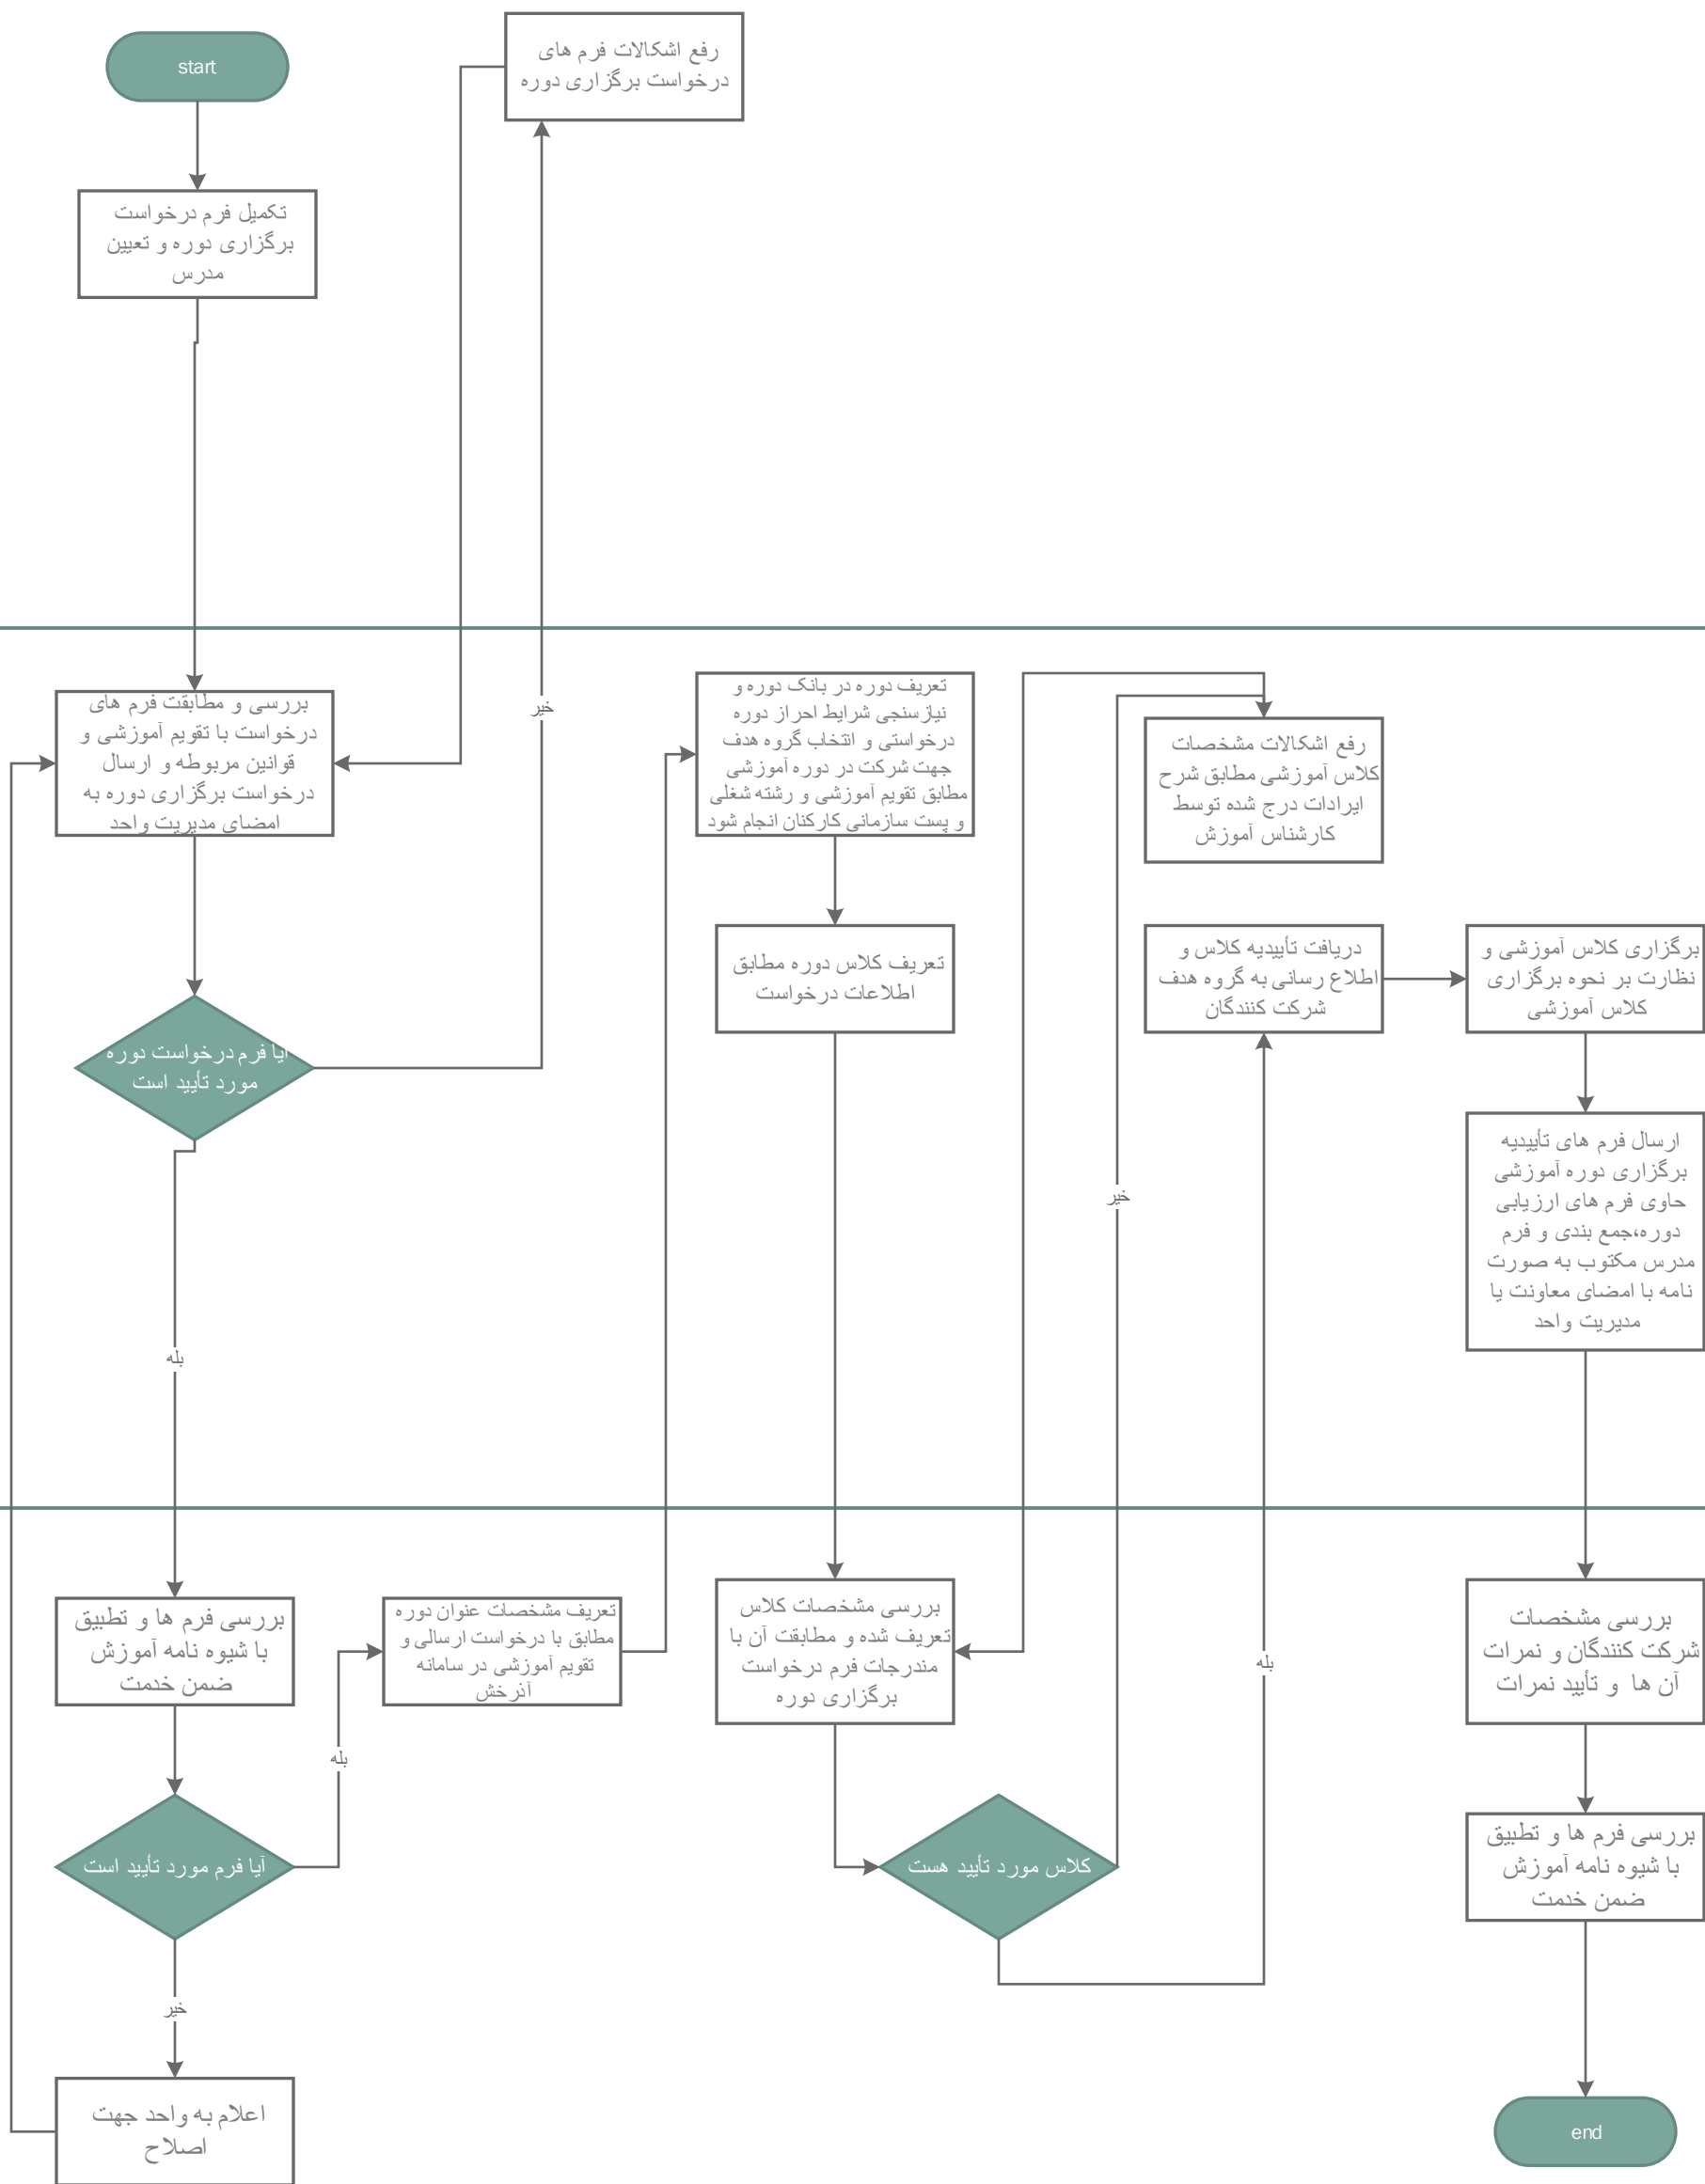 start
رفع اشکالات فرم های
درخواست برگزاری دوره
تکمیل فرم درخواست
برگزاری دوره و تعیین
مدرس
بررسی و مطابقت فرم های
درخواست با تقویم آموزشی و
قوانین مربوطه و ارسال
درخواست برگزاری دوره به
امضای مدیریت واحد
خیر
تعریف دوره در بانک دوره و
نیازسنجی شرایط احراز دوره
درخواستی و انتخاب گروه هدف
جهت شرکت در دوره آموزشی
مطابق تقویم آموزشی و رشته شغلی
و پست سازمانی کارکنان انجام شود
رفع اشکالات مشخصات
کلاس آموزشی مطابق شرح
ایرادات درج شده توسط
کارشناس آموزش
تعریف کلاس دوره مطابق
اطلاعات درخواست
دریافت تأییدیه کلاس و
اطلاع رسانی به گروه هدف
شرکت کنندگان
برگزاری کلاس آموزشی و
نظارت بر نحوه برگزاری
کلاس آموزشی
آیا فرم درخواست دوره
مورد تأیید است
خیر
ارسال فرم های تأییدیه
برگزاری دوره آموزشی
حاوی فرم های ارزیابی
دوره،جمع بندی و فرم
مدرس مکتوب به صورت
نامه با امضای معاونت یا
مدیریت واحد
بله
بررسی فرم ها و تطبیق
با شیوه نامه آموزش
ضمن خدمت
تعریف مشخصات عنوان دوره
مطابق با درخواست ارسالی و
تقویم آموزشی در سامانه
آذرخش
بررسی مشخصات کلاس
تعریف شده و مطابقت آن با
مندرجات فرم درخواست
برگزاری دوره
بله
بررسی مشخصات
شرکت کنندگان و نمرات
آن ها و تأیید نمرات
بله
آیا فرم مورد تأیید است
کلاس مورد تأیید هست
بررسی فرم ها و تطبیق
با شیوه نامه آموزش
ضمن خدمت
خیر
اعلام به واحد جهت
اصلاح
end